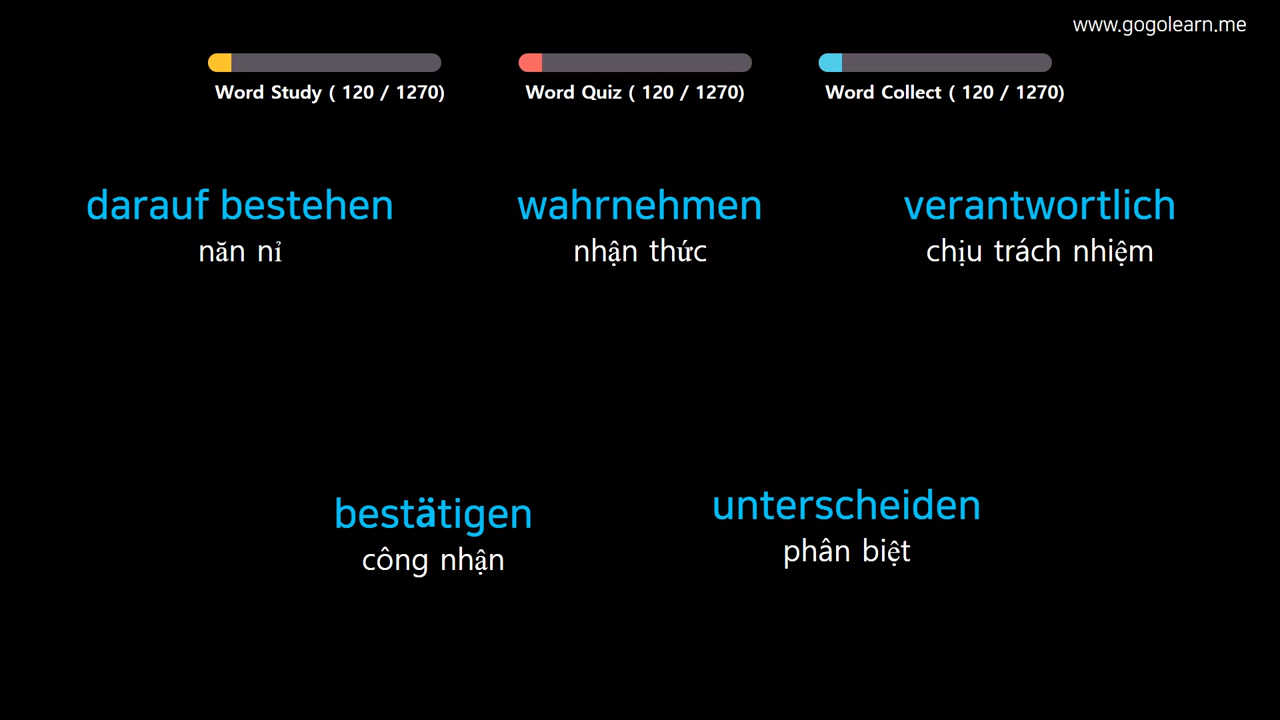 www.gogolearn.me
Word Study ( 120 / 1270)
Word Quiz ( 120 / 1270)
Word Collect ( 120 / 1270)
darauf bestehen
năn nỉ
wahrnehmen
nhận thức
verantwortlich
chịu trách nhiệm
bestätigen
công nhận
unterscheiden
phân biệt